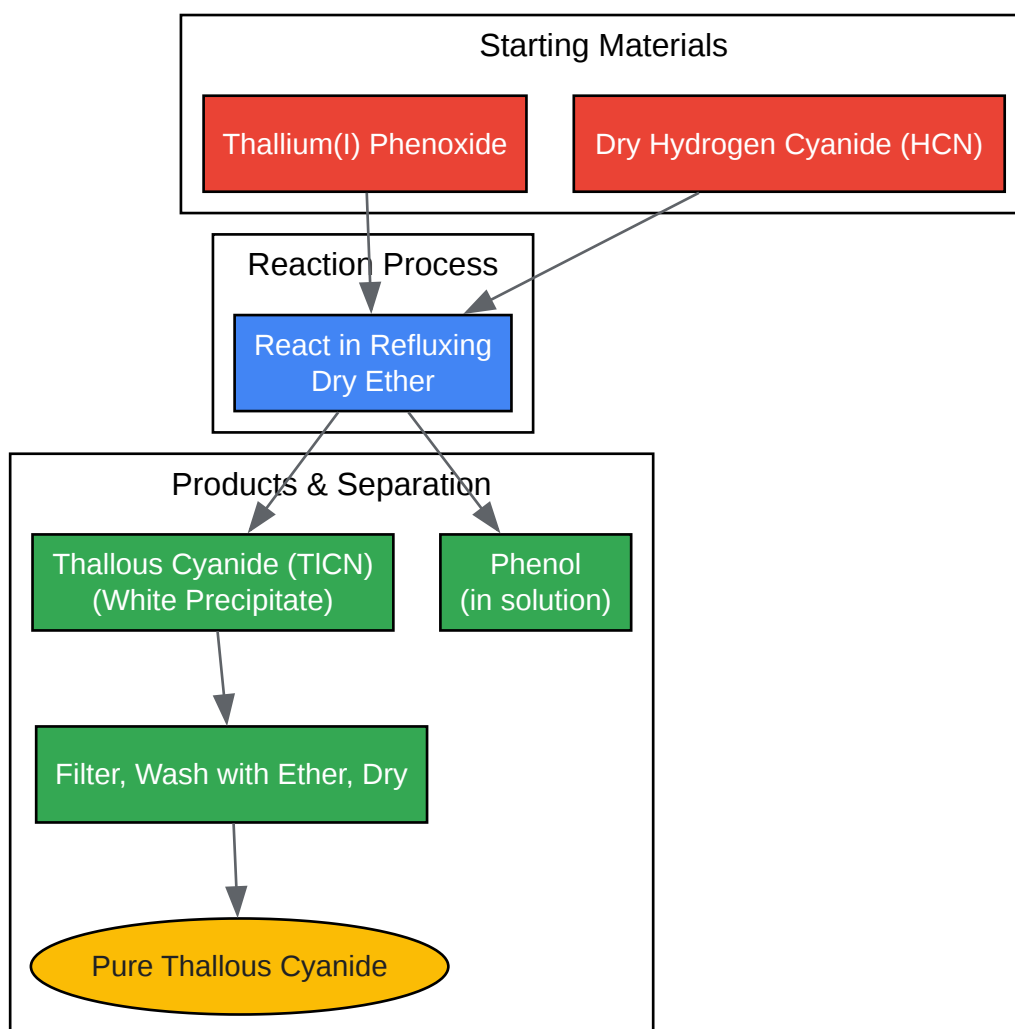 Starting Materials
Thallium(I) Phenoxide
Dry Hydrogen Cyanide (HCN)
Reaction Process
React in Refluxing
Dry Ether
Products & Separation
Thallous Cyanide (TlCN)
(White Precipitate)
Phenol
(in solution)
Filter, Wash with Ether, Dry
Pure Thallous Cyanide